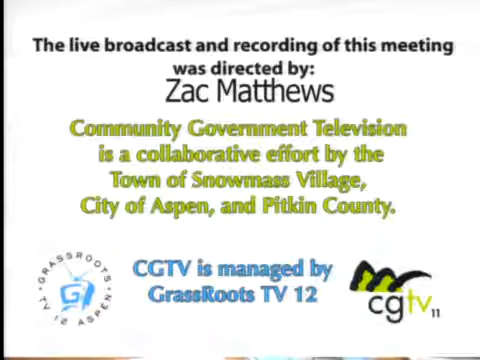 The live broadcast and recording of this meeting
was directed by:
Zac Matthews
Community Government Television
is a collaborative effort by the
Town of Snowmass Village,
City of Aspen, and Pitkin County.
GRASSROOTS
TV 12 ASPEN
G
CGTV is managed by
GrassRoots TV 12
cgtv 11